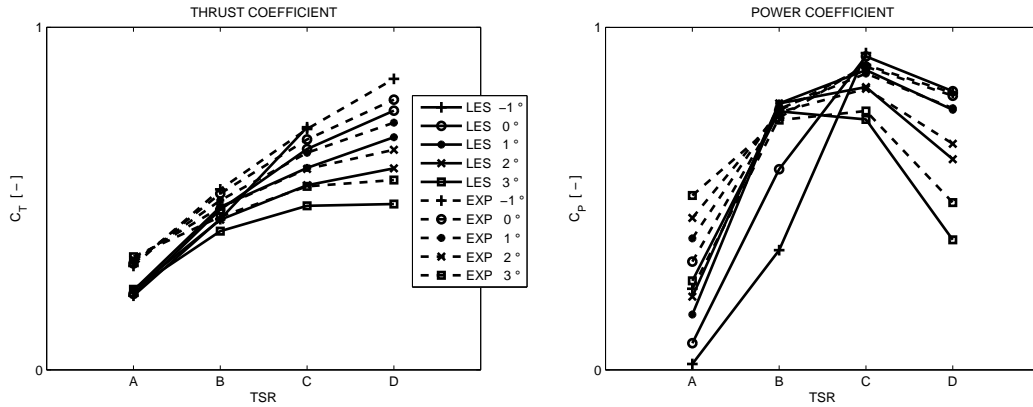 THRUST COEFFICIENT
1
C_T [ – ]
0
A B C D
TSR
LES –1 °
LES 0 °
LES 1 °
LES 2 °
LES 3 °
EXP –1 °
EXP 0 °
EXP 1 °
EXP 2 °
EXP 3 °
POWER COEFFICIENT
1
C_P [ – ]
0
A B C D
TSR